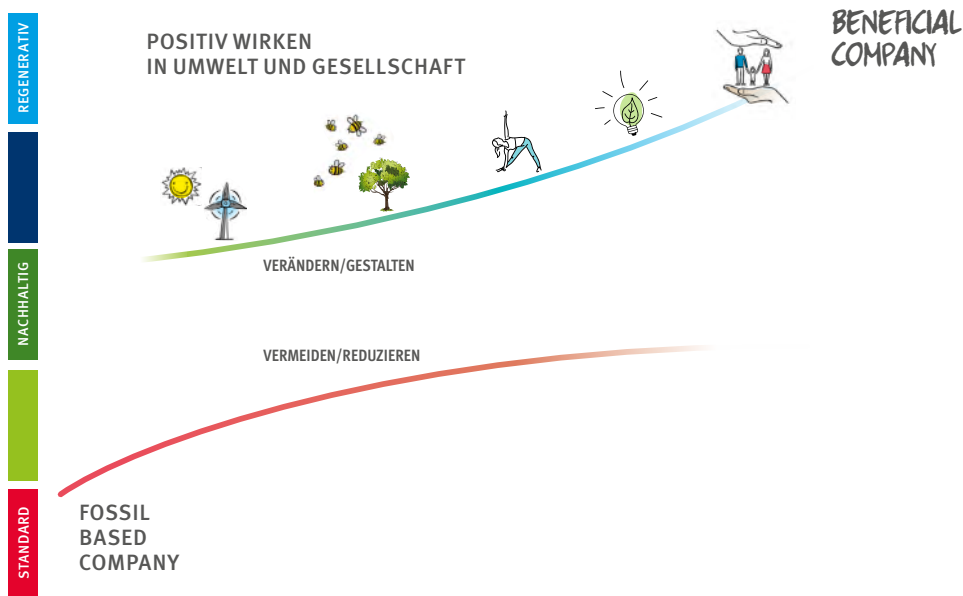 REGENERATIV
NACHHALTIG
STANDARD
POSITIV WIRKEN
IN UMWELT UND GESELLSCHAFT
BENEFICIAL
COMPANY
VERÄNDERN/GESTALTEN
VERMEIDEN/REDUZIEREN
FOSSIL
BASED
COMPANY